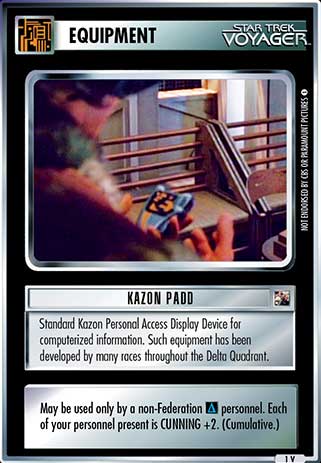 EQUIPMENT
STAR TREK
VOYAGER™
NOT ENDORSED BY CBS OR PARAMOUNT PICTURES
KAZON PADD
Standard Kazon Personal Access Display Device for
computerized information. Such equipment has been
developed by many races throughout the Delta Quadrant.
May be used only by a non-Federation personnel. Each
of your personnel present is CUNNING +2. (Cumulative.)
1 V